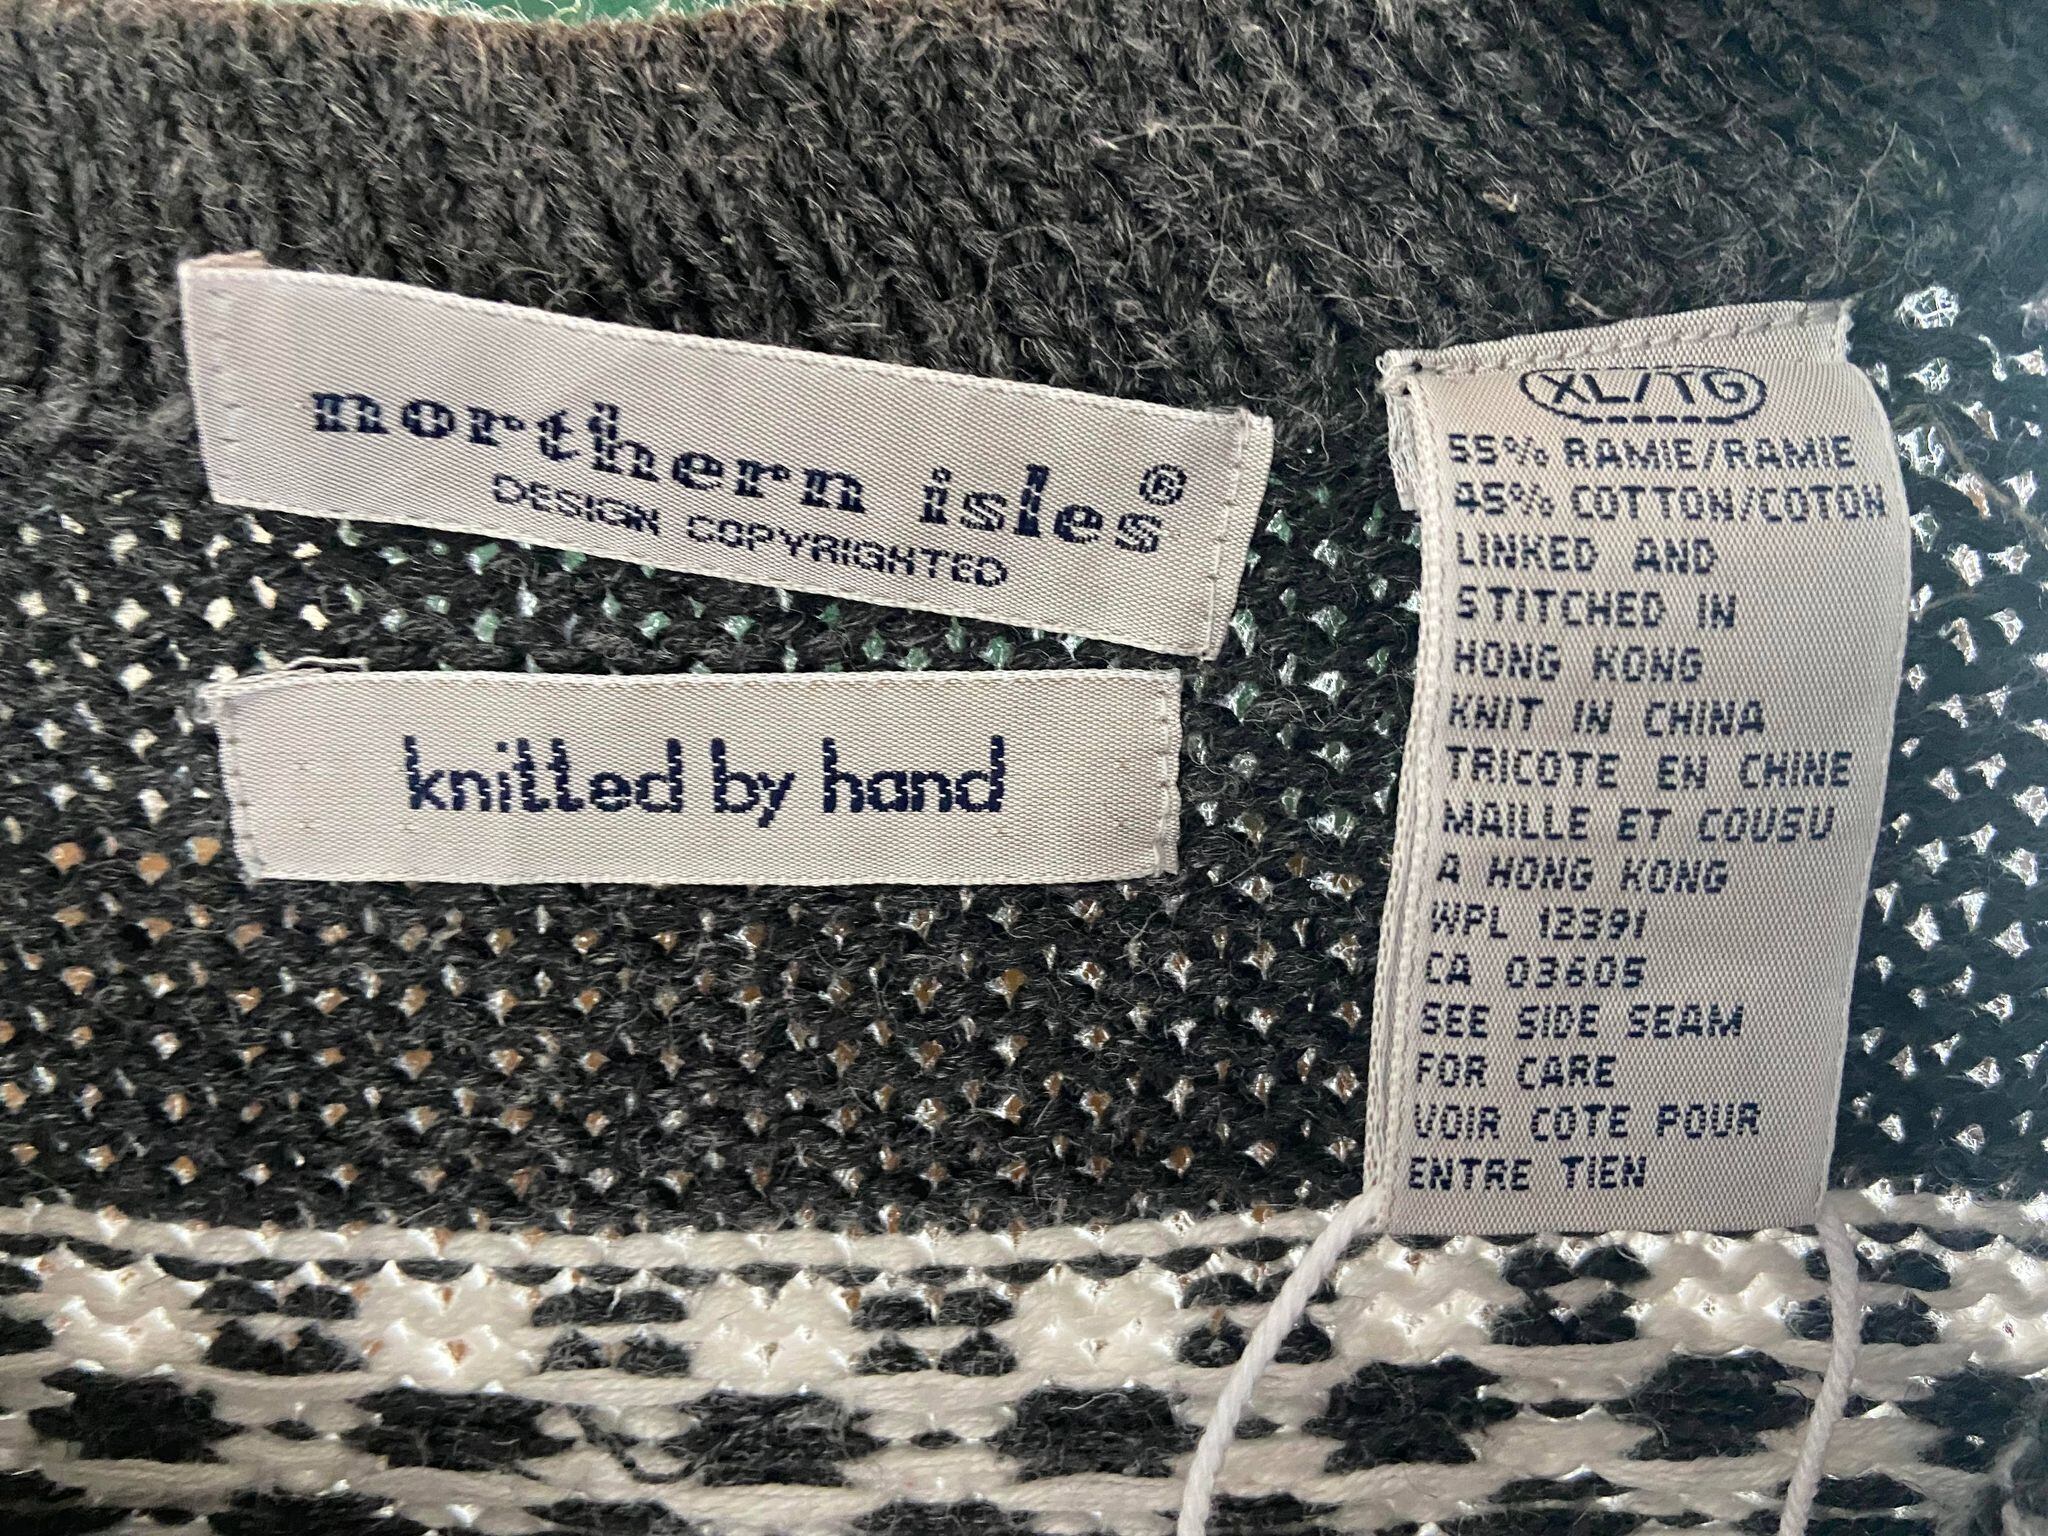 northern isles®
DESIGN COPYRIGHTED
knitted by hand
XL/TG
55% RAMIE/RAMIE
45% COTTON/COTON
LINKED AND
STITCHED IN
HONG KONG
KNIT IN CHINA
TRICOTE EN CHINE
MAILLE ET COUSU
A HONG KONG
WPL 12391
CA 03605
SEE SIDE SEAM
FOR CARE
VOIR COTE POUR
ENTRE TIEN